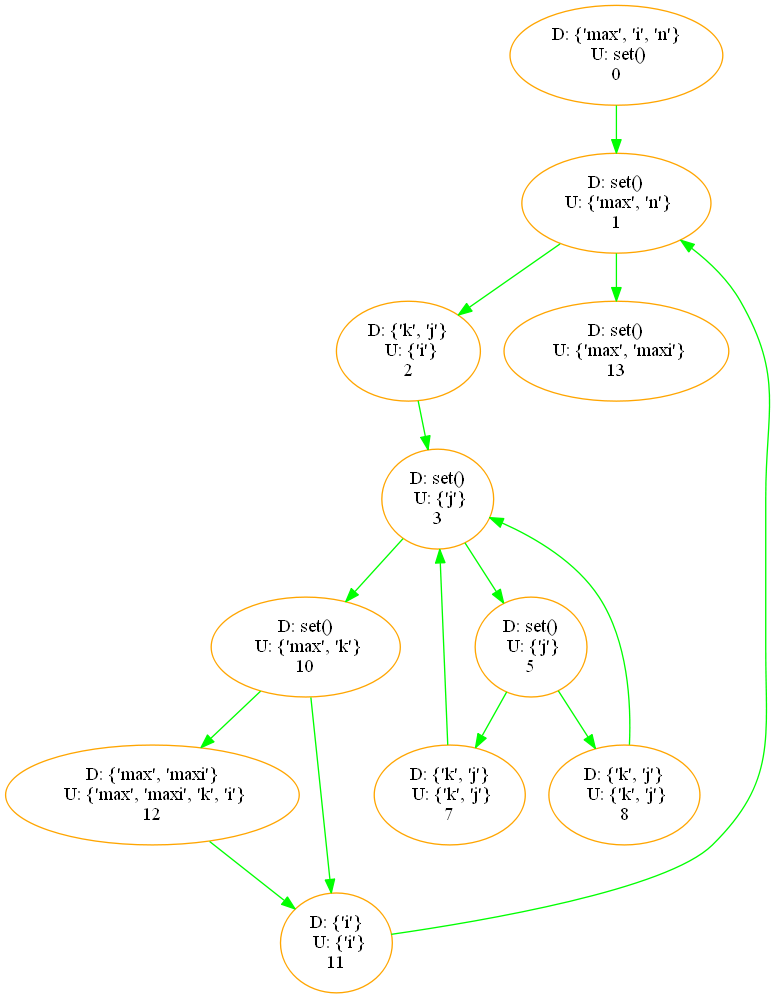 D: {'max', 'i', 'n'}
U: set()
0
D: set()
U: {'max', 'n'}
1
D: {'k', 'j'}
U: {'i'}
2
D: set()
U: {'max', 'maxi'}
13
D: set()
U: {'j'}
3
D: set()
U: {'max', 'k'}
10
D: set()
U: {'j'}
5
D: {'max', 'maxi'}
U: {'max', 'maxi', 'k', 'i'}
12
D: {'k', 'j'}
U: {'k', 'j'}
7
D: {'k', 'j'}
U: {'k', 'j'}
8
D: {'i'}
U: {'i'}
11